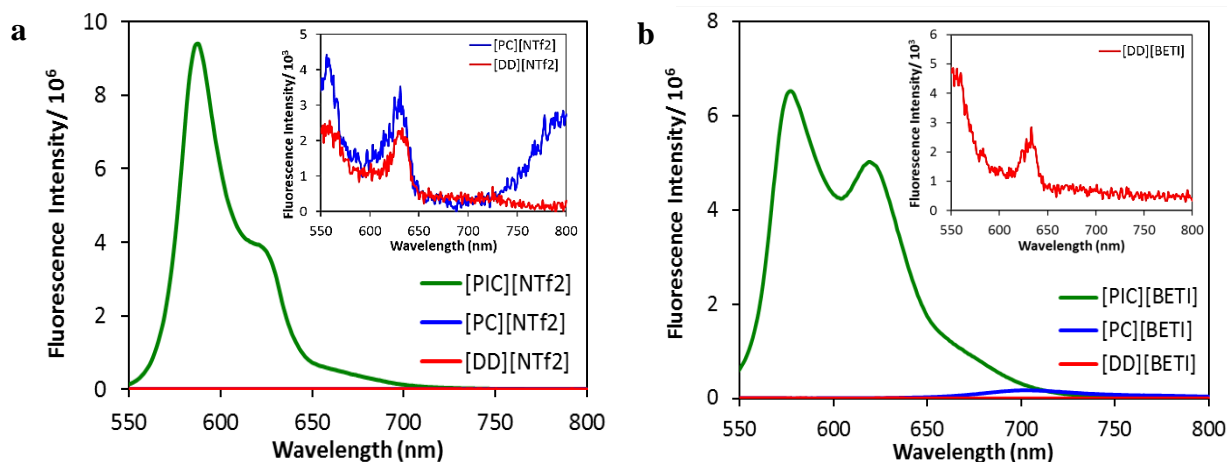 a
Fluorescence Intensity/ 10⁶
10
8
6
4
2
0
550 600 650 700 750 800
Wavelength (nm)
[PIC][NTf2]
[PC][NTf2]
[DD][NTf2]
Fluorescence Intensity/ 10³
5
4
3
2
1
0
550 600 650 700 750 800
Wavelength (nm)
[PC][NTf2]
[DD][NTf2]
b
Fluorescence Intensity/ 10⁶
8
6
4
2
0
550 600 650 700 750 800
Wavelength (nm)
[PIC][BETI]
[PC][BETI]
[DD][BETI]
Fluorescence Intensity/ 10³
6
5
4
3
2
1
0
550 600 650 700 750 800
Wavelength (nm)
[DD][BETI]